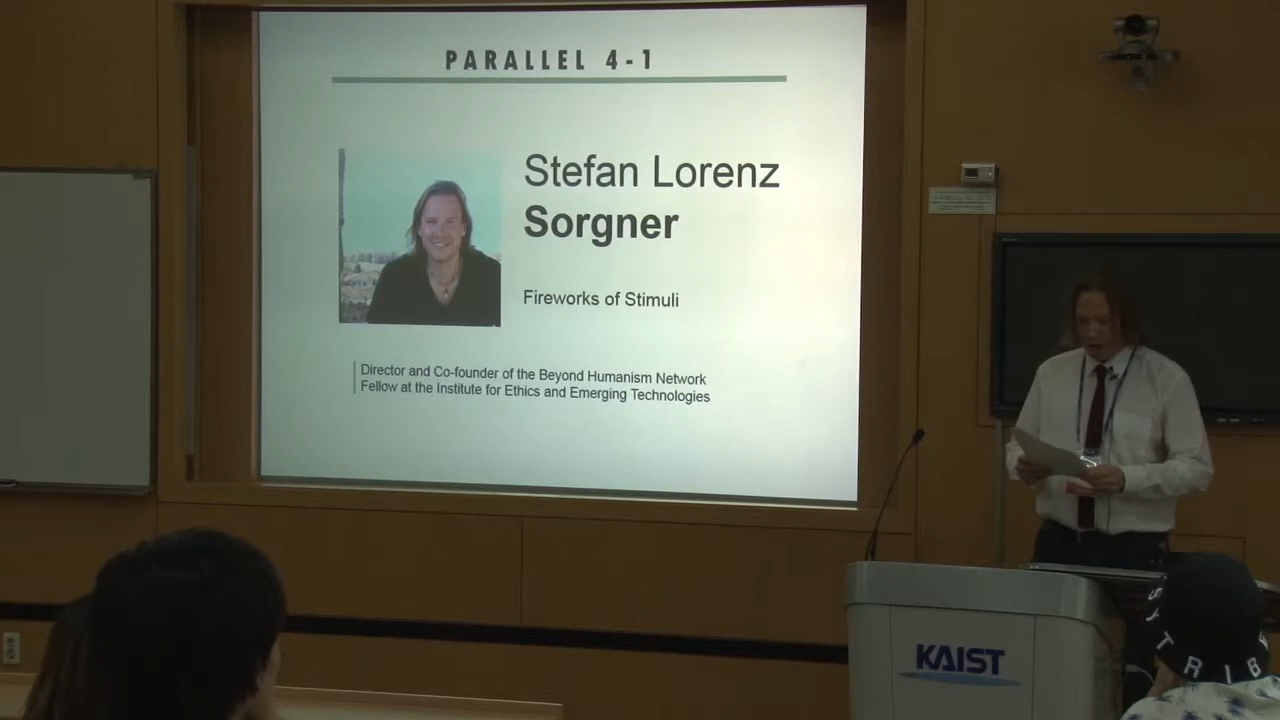 PARALLEL 4-1
Stefan Lorenz
Sorgner
Fireworks of Stimuli
Director and Co-founder of the Beyond Humanism Network
Fellow at the Institute for Ethics and Emerging Technologies
KAIST